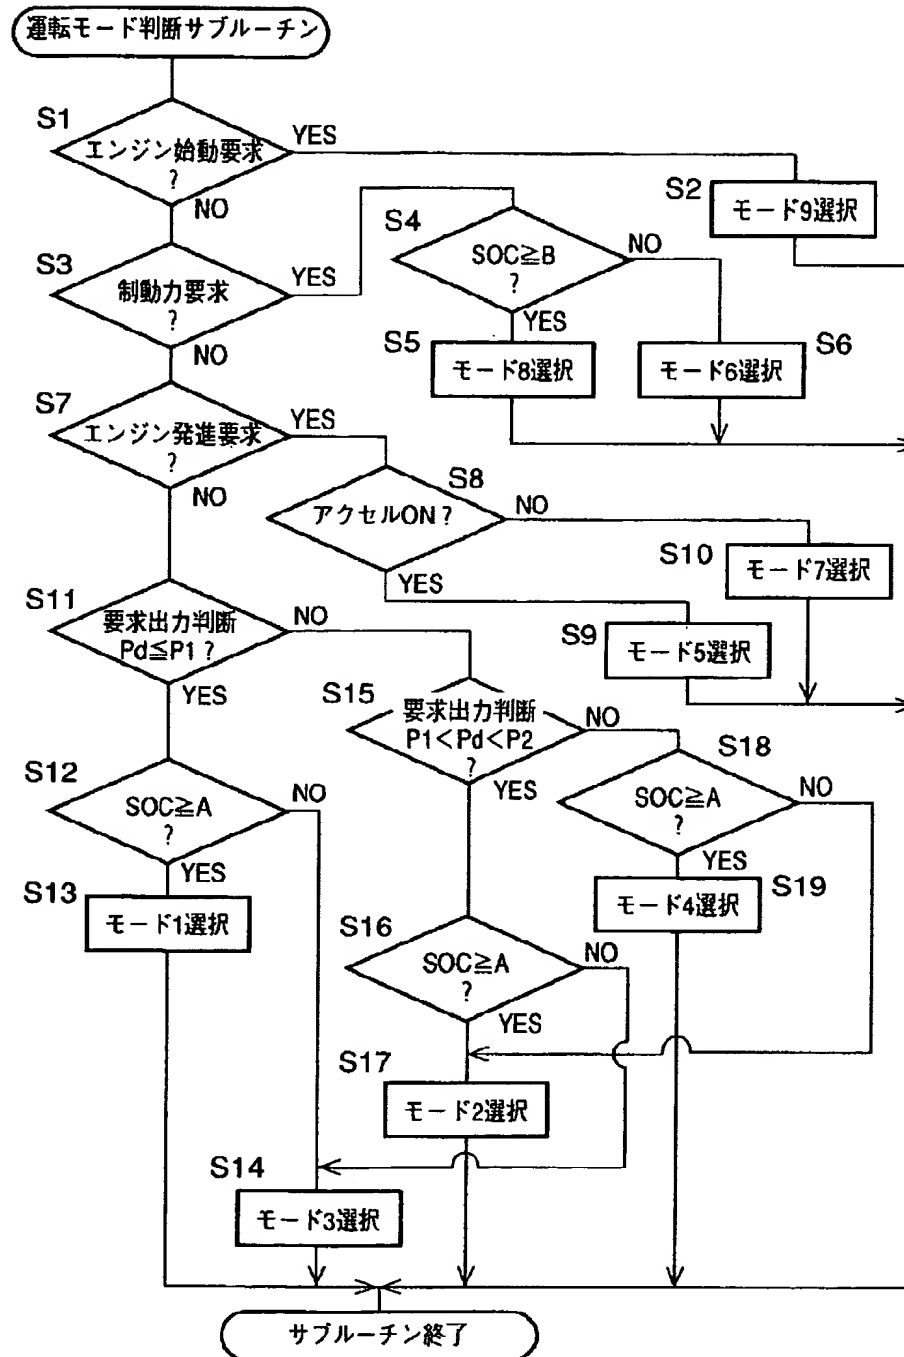 運転モード判断サブルーチン
S1
エンジン始動要求
?
YES
NO
S2
モード9選択
S3
制動力要求
?
YES
NO
S4
SOC≧B
?
NO
YES
S5
モード8選択
S6
モード6選択
S7
エンジン発進要求
?
YES
NO
S8
アクセルON?
NO
YES
S10
モード7選択
S9
モード5選択
S11
要求出力判断
Pd≦P1?
NO
YES
S15
要求出力判断
P1<Pd<P2
?
NO
YES
S12
SOC≧A
?
NO
YES
S18
SOC≧A
?
NO
YES
S13
モード1選択
S19
モード4選択
S16
SOC≧A
?
NO
YES
S17
モード2選択
S14
モード3選択
サブルーチン終了